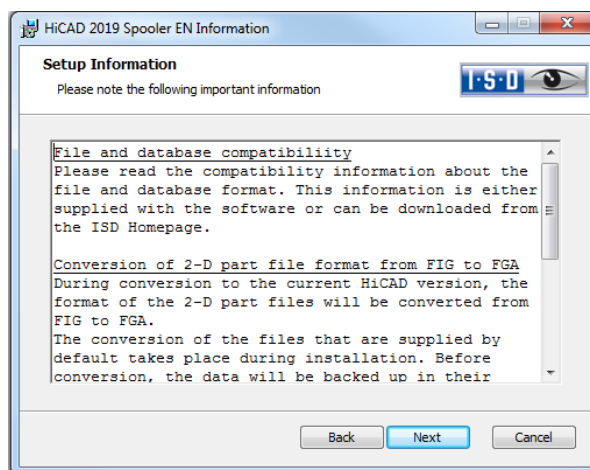 HiCAD 2019 Spooler EN Information
Setup Information
Please note the following important information
I·S·D
File and database compatibiliity
Please read the compatibility information about the
file and database format. This information is either
supplied with the software or can be downloaded from
the ISD Homepage.
Conversion of 2-D part file format from FIG to FGA
During conversion to the current HiCAD version, the
format of the 2-D part files will be converted from
FIG to FGA.
The conversion of the files that are supplied by
default takes place during installation. Before
conversion, the data will be backed up in their
Back
Next
Cancel